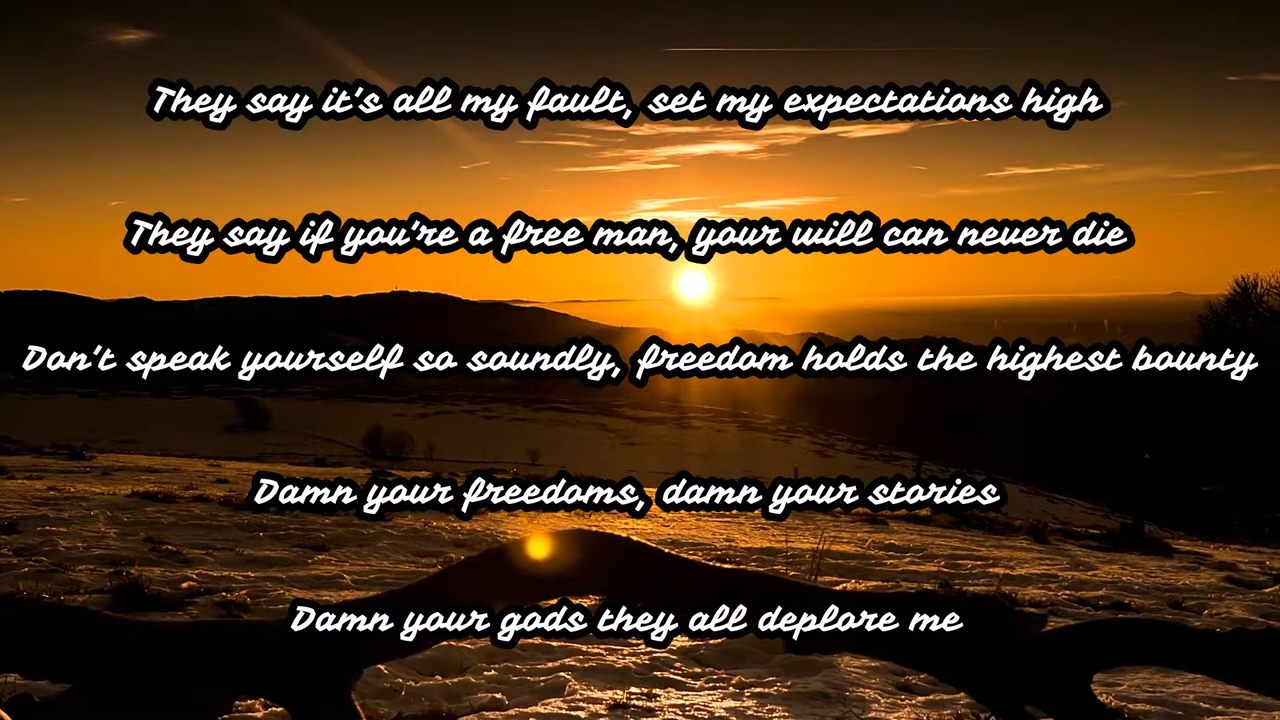 They say it's all my fault, set my expectations high
They say if you're a free man, your will can never die
Don't speak yourself so soundly, freedom holds the highest bounty
Damn your freedoms, damn your stories
Damn your gods they all deplore me